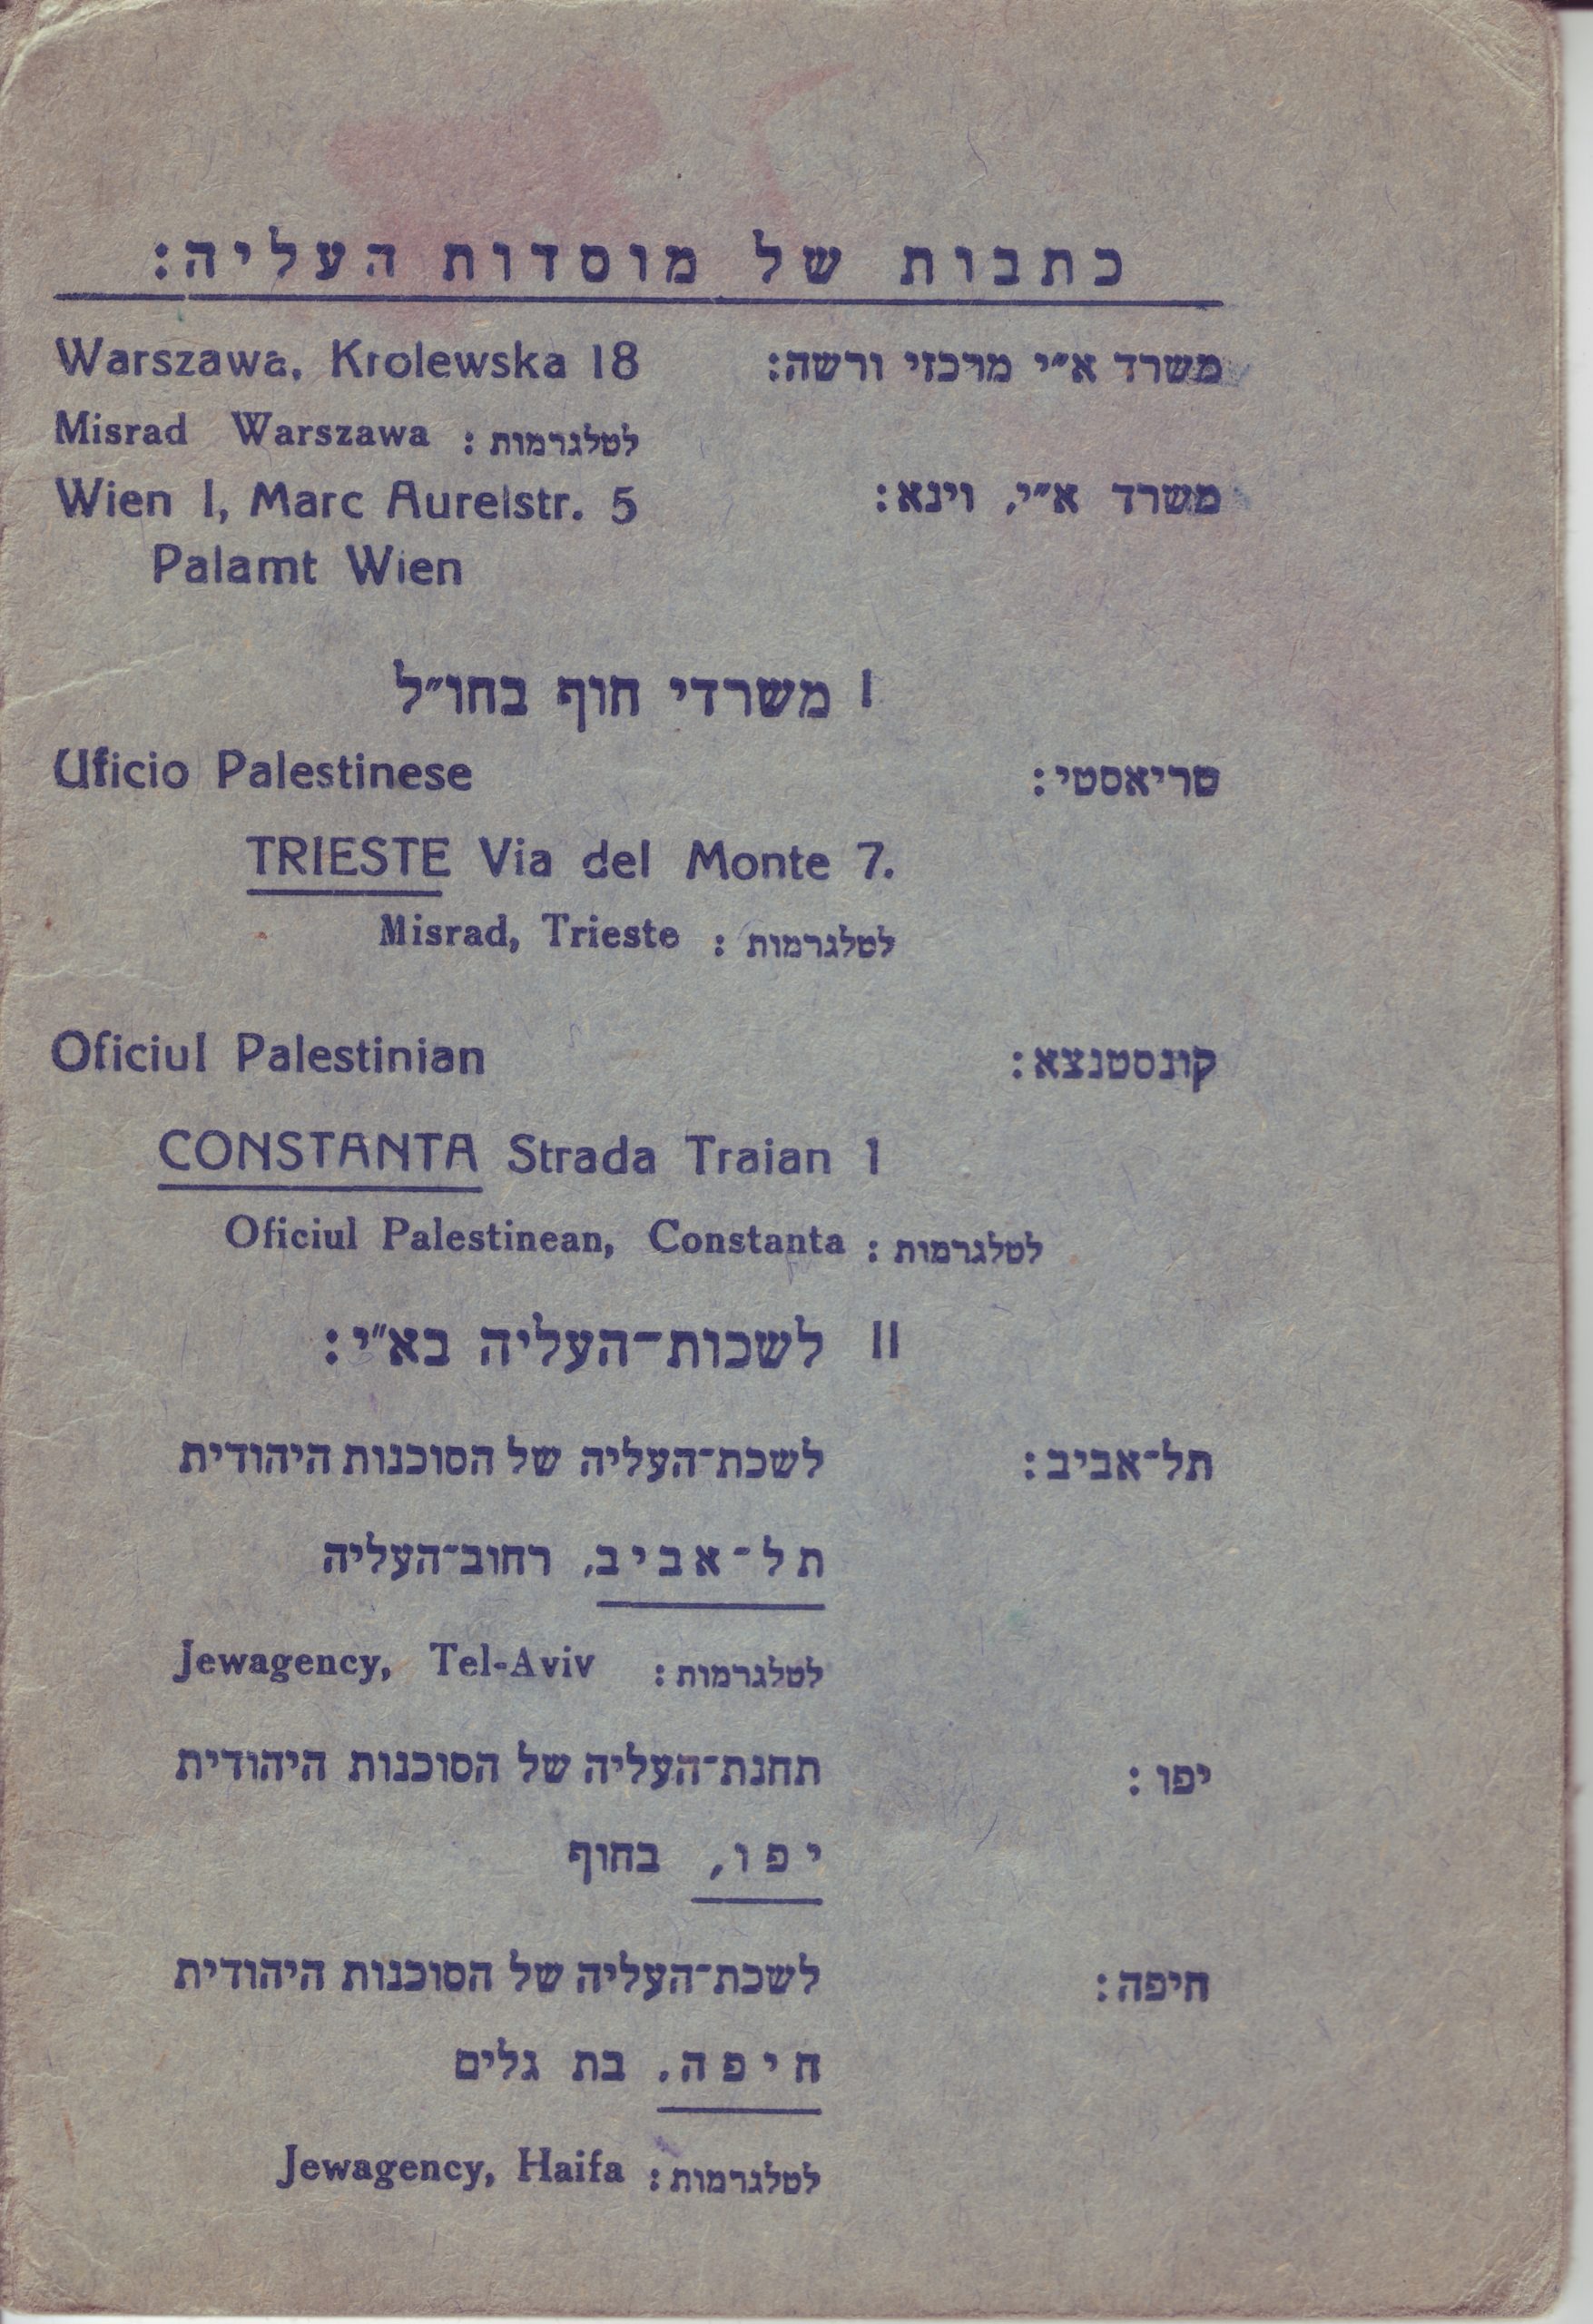 כתבות של מוסדות העליה:
משרד א״י מרכזי ורשה: Warszawa, Krolewska 18
Misrad Warszawa : לטלגרמות
משרד א״י, וינא: Wien I, Marc Aurelstr. 5
Palamt Wien
I משרדי חוף בחו״ל
טריאסטי: Uficio Palestinese
TRIESTE Via del Monte 7.
Misrad, Trieste : לטלגרמות
קונסטנצא: Oficiul Palestinian
CONSTANTA Strada Traian 1
Oficiul Palestinean, Constanta : לטלגרמות
II לשכות־העליה בא״י:
תל־אביב: לשכת־העליה של הסוכנות היהודית
תל־אביב, רחוב־העליה
Jewagency, Tel-Aviv : לטלגרמות
יפו: תחנת־העליה של הסוכנות היהודית
יפו, בחוף
חיפה: לשכת־העליה של הסוכנות היהודית
חיפה, בת גלים
Jewagency, Haifa : לטלגרמות